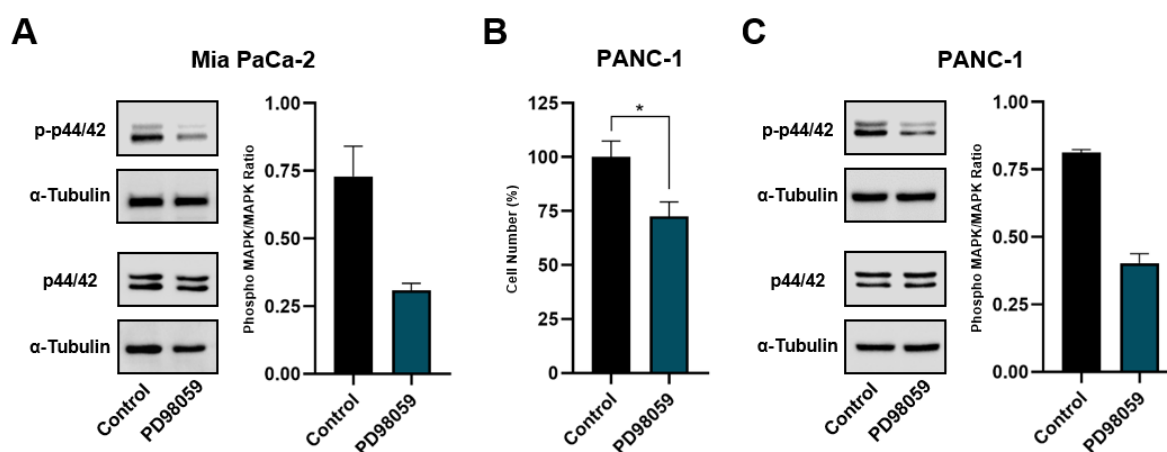 A
Mia PaCa-2
p-p44/42
α-Tubulin
p44/42
α-Tubulin
Control
PD98059
Phospho MAPK/MAPK Ratio
1.00
0.75
0.50
0.25
0.00
Control
PD98059
B
PANC-1
Cell Number (%)
125
100
75
50
25
0
*
Control
PD98059
C
PANC-1
p-p44/42
α-Tubulin
p44/42
α-Tubulin
Control
PD98059
Phospho MAPK/MAPK Ratio
1.00
0.75
0.50
0.25
0.00
Control
PD98059